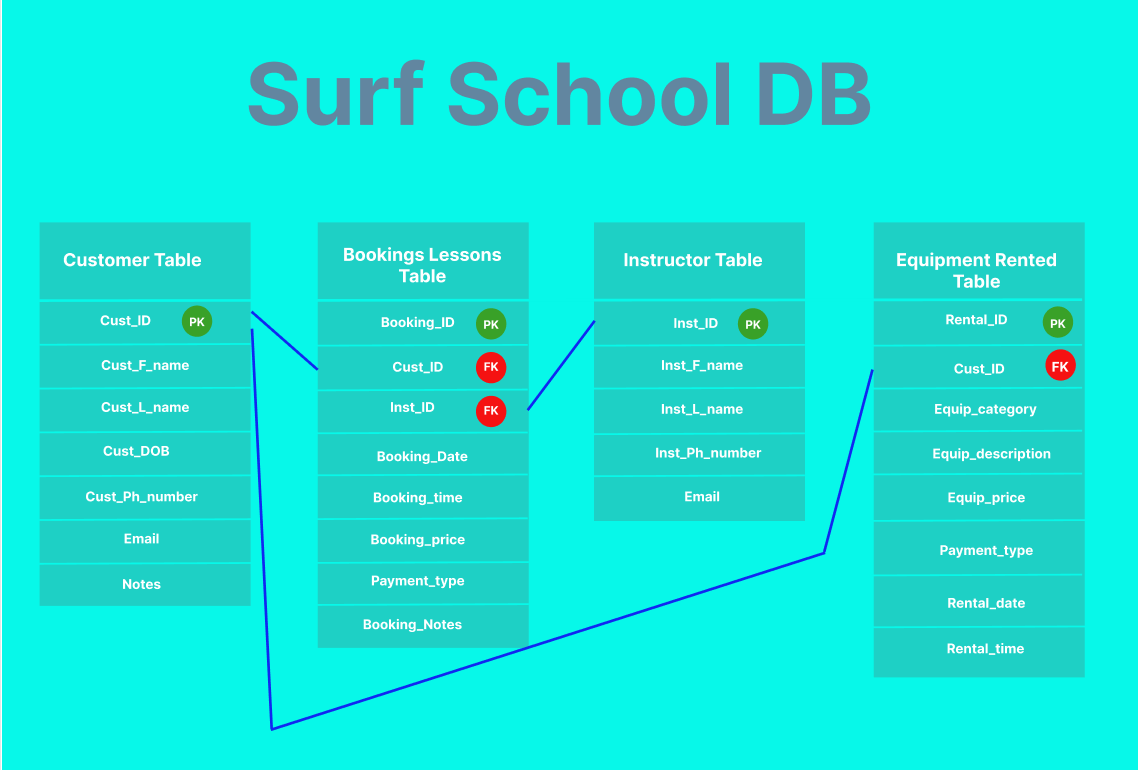 Surf School DB
Customer Table
Cust_ID PK
Cust_F_name
Cust_L_name
Cust_DOB
Cust_Ph_number
Email
Notes
Bookings Lessons
Table
Booking_ID PK
Cust_ID FK
Inst_ID FK
Booking_Date
Booking_time
Booking_price
Payment_type
Booking_Notes
Instructor Table
Inst_ID PK
Inst_F_name
Inst_L_name
Inst_Ph_number
Email
Equipment Rented
Table
Rental_ID PK
Cust_ID FK
Equip_category
Equip_description
Equip_price
Payment_type
Rental_date
Rental_time